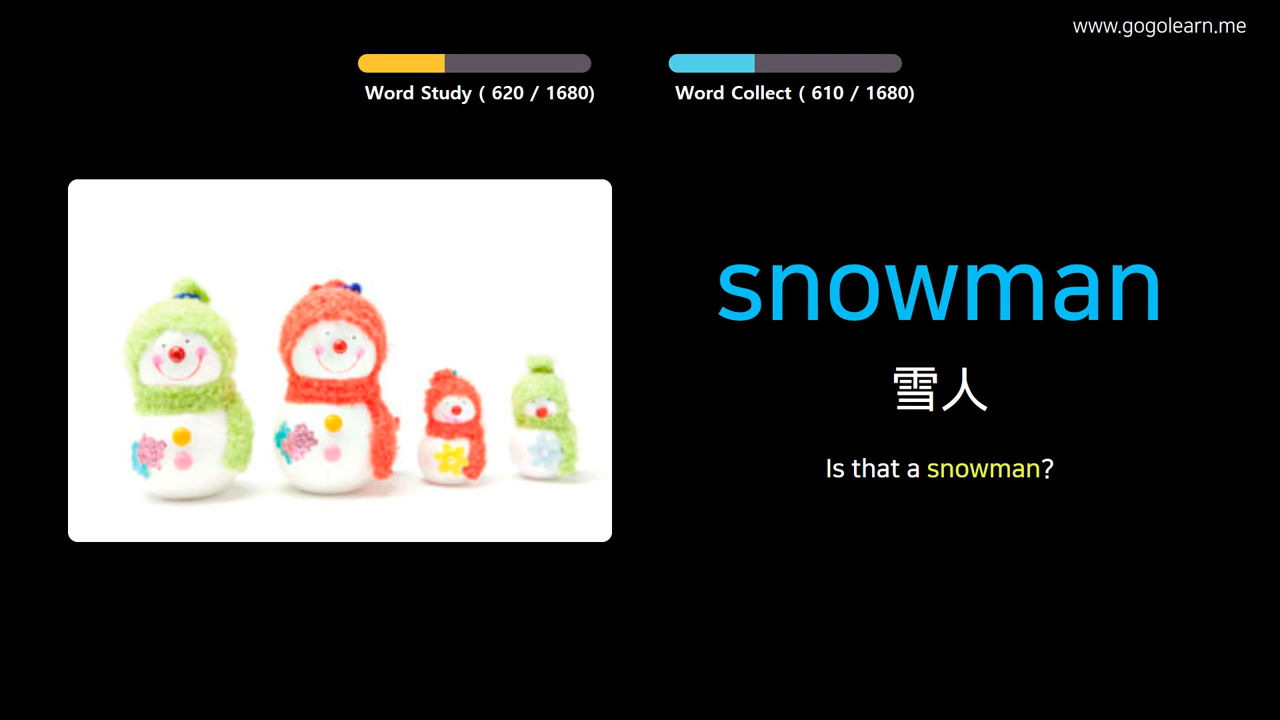 www.gogolearn.me
Word Study ( 620 / 1680)
Word Collect ( 610 / 1680)
snowman
雪人
Is that a snowman?